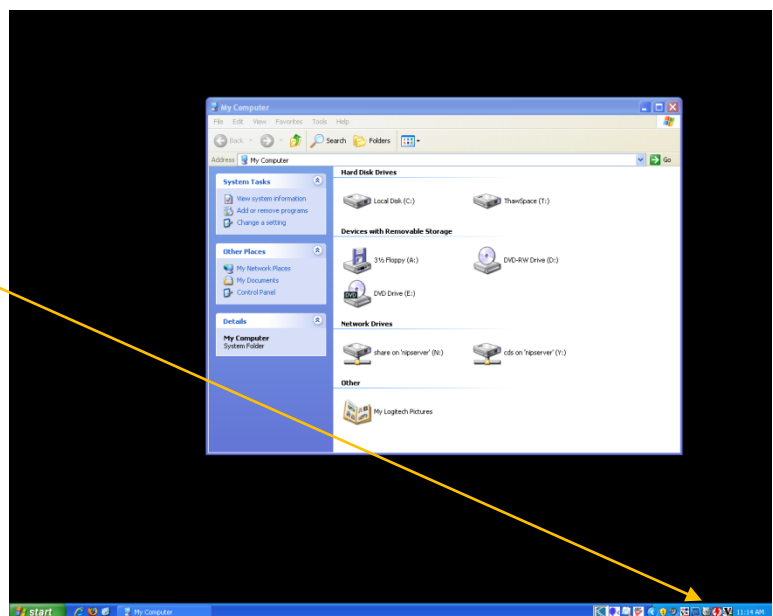 My Computer
File Edit View Favorites Tools Help
Back Search Folders
Address My Computer Go
System Tasks
View system information
Add or remove programs
Change a setting
Other Places
My Network Places
My Documents
Control Panel
Details
My Computer
System Folder
Hard Disk Drives
Local Disk (C:) ThawSpace (T:)
Devices with Removable Storage
3½ Floppy (A:) DVD-RW Drive (D:)
DVD
DVD Drive (E:)
Network Drives
share on 'nipserver' (N:) cds on 'nipserver' (Y:)
Other
My Logitech Pictures
start My Computer 11:14 AM